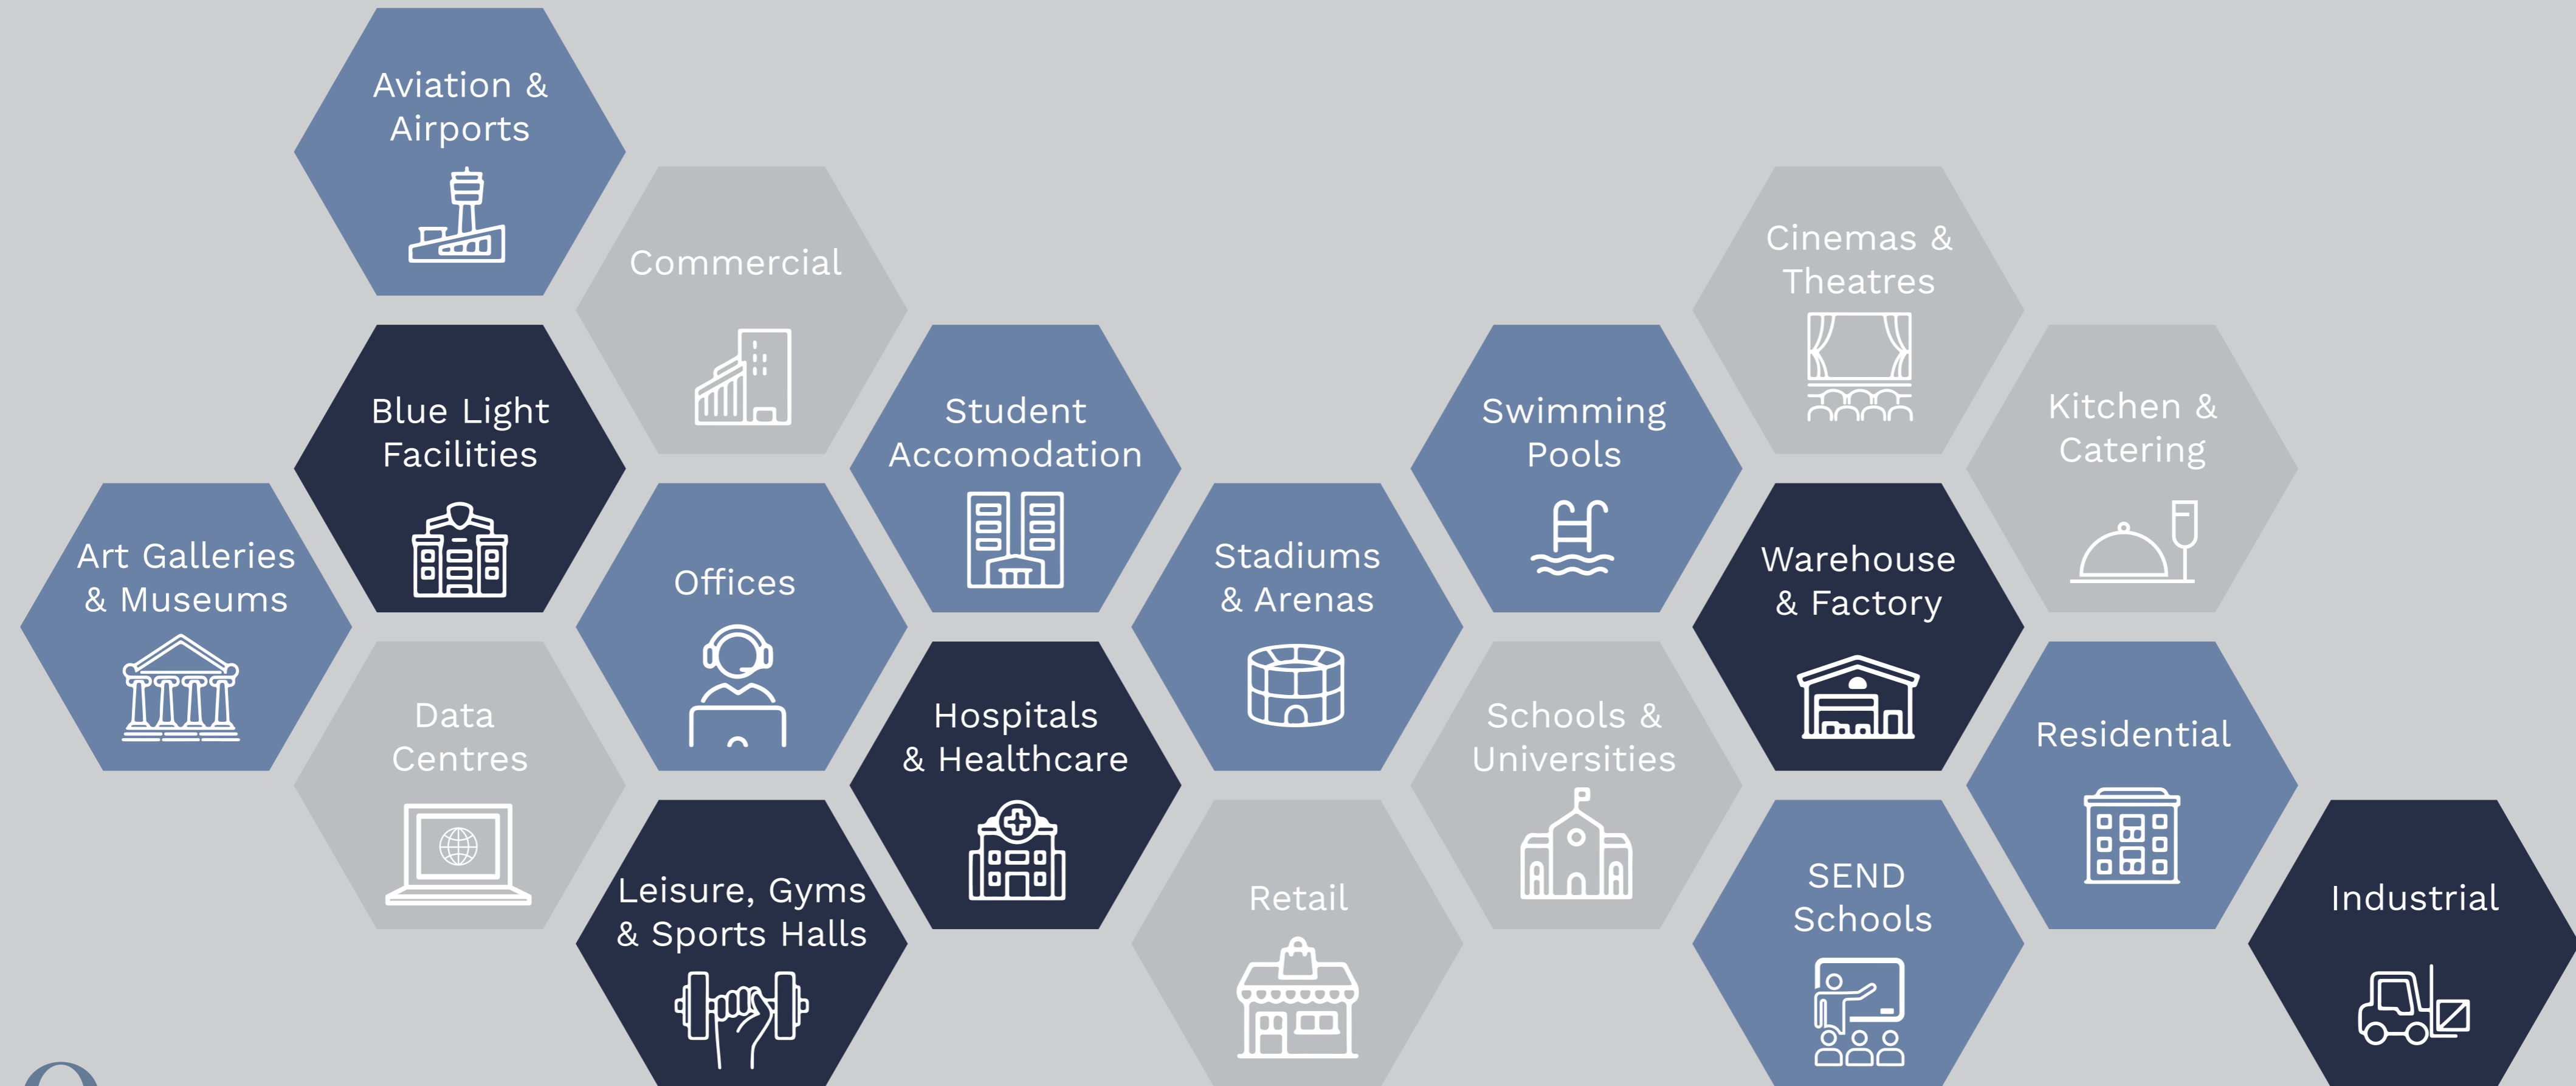 Aviation &
Airports
Commercial
Cinemas &
Theatres
Blue Light
Facilities
Student
Accomodation
Swimming
Pools
Kitchen &
Catering
Art Galleries
& Museums
Offices
Stadiums
& Arenas
Warehouse
& Factory
Data
Centres
Hospitals
& Healthcare
Schools &
Universities
Residential
Leisure, Gyms
& Sports Halls
Retail
SEND
Schools
Industrial